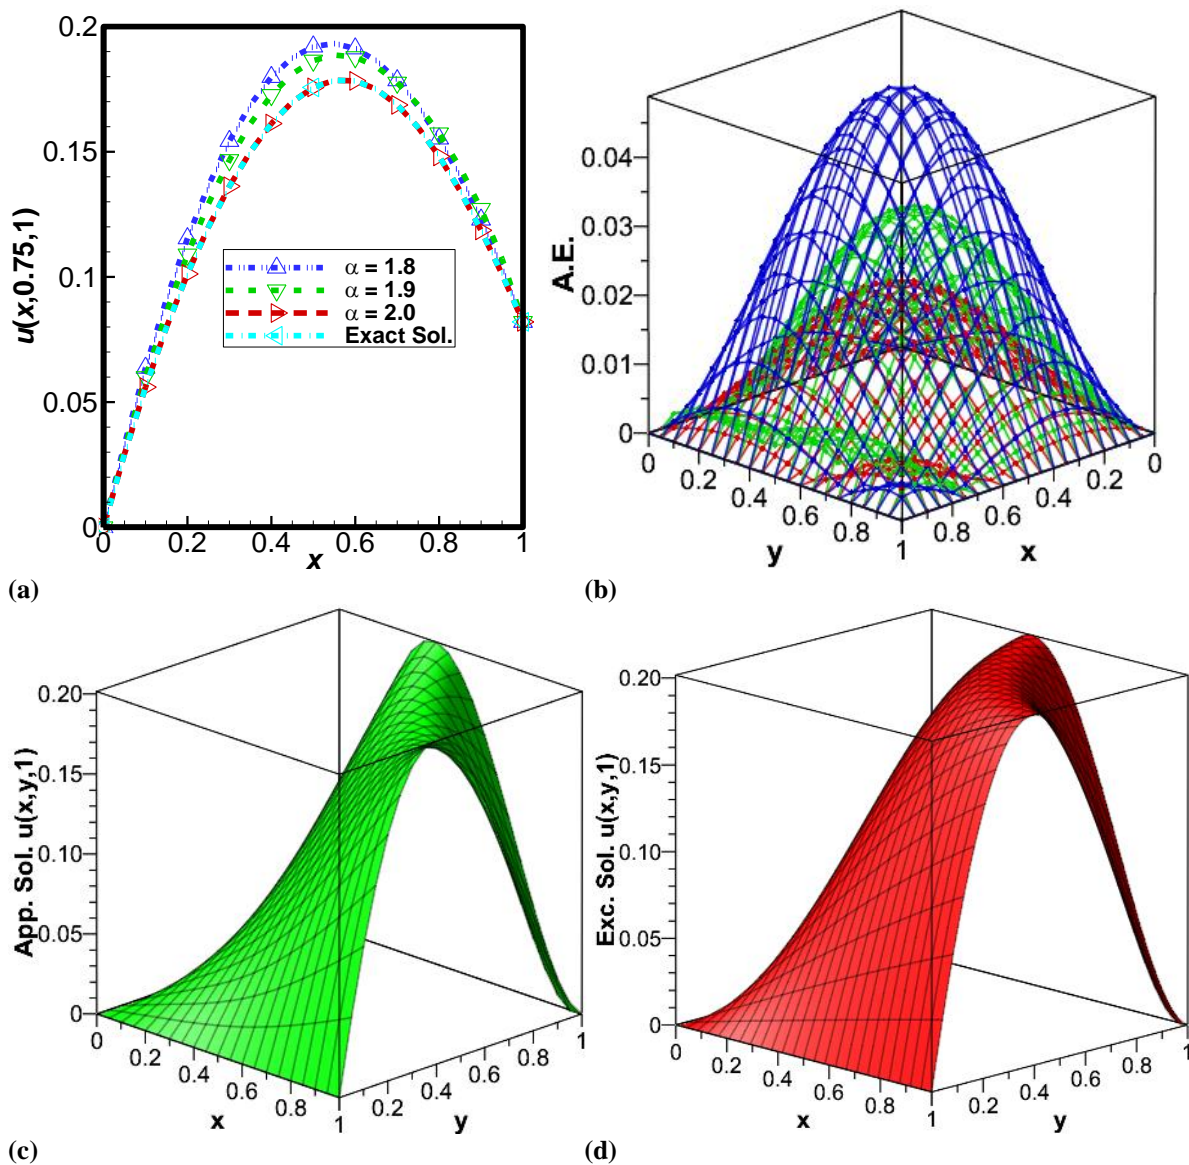 0.2
0.15
0.1
0.05
0
u(x,0.75,1)
α = 1.8
α = 1.9
α = 2.0
Exact Sol.
0 0.2 0.4 0.6 0.8 1
x
(a)
0.04
0.03
0.02
0.01
0
A.E.
0 0.2 0.4 0.6 0.8 1 0.8 0.6 0.4 0.2 0
y x
(b)
0.20
0.15
0.10
0.05
0
App. Sol. u(x,y,1)
0 0.2 0.4 0.6 0.8 1 0.2 0.4 0.6 0.8 1
x y
(c)
0.20
0.15
0.10
0.05
0
Exc. Sol. u(x,y,1)
0 0.2 0.4 0.6 0.8 1 0.2 0.4 0.6 0.8 1
x y
(d)